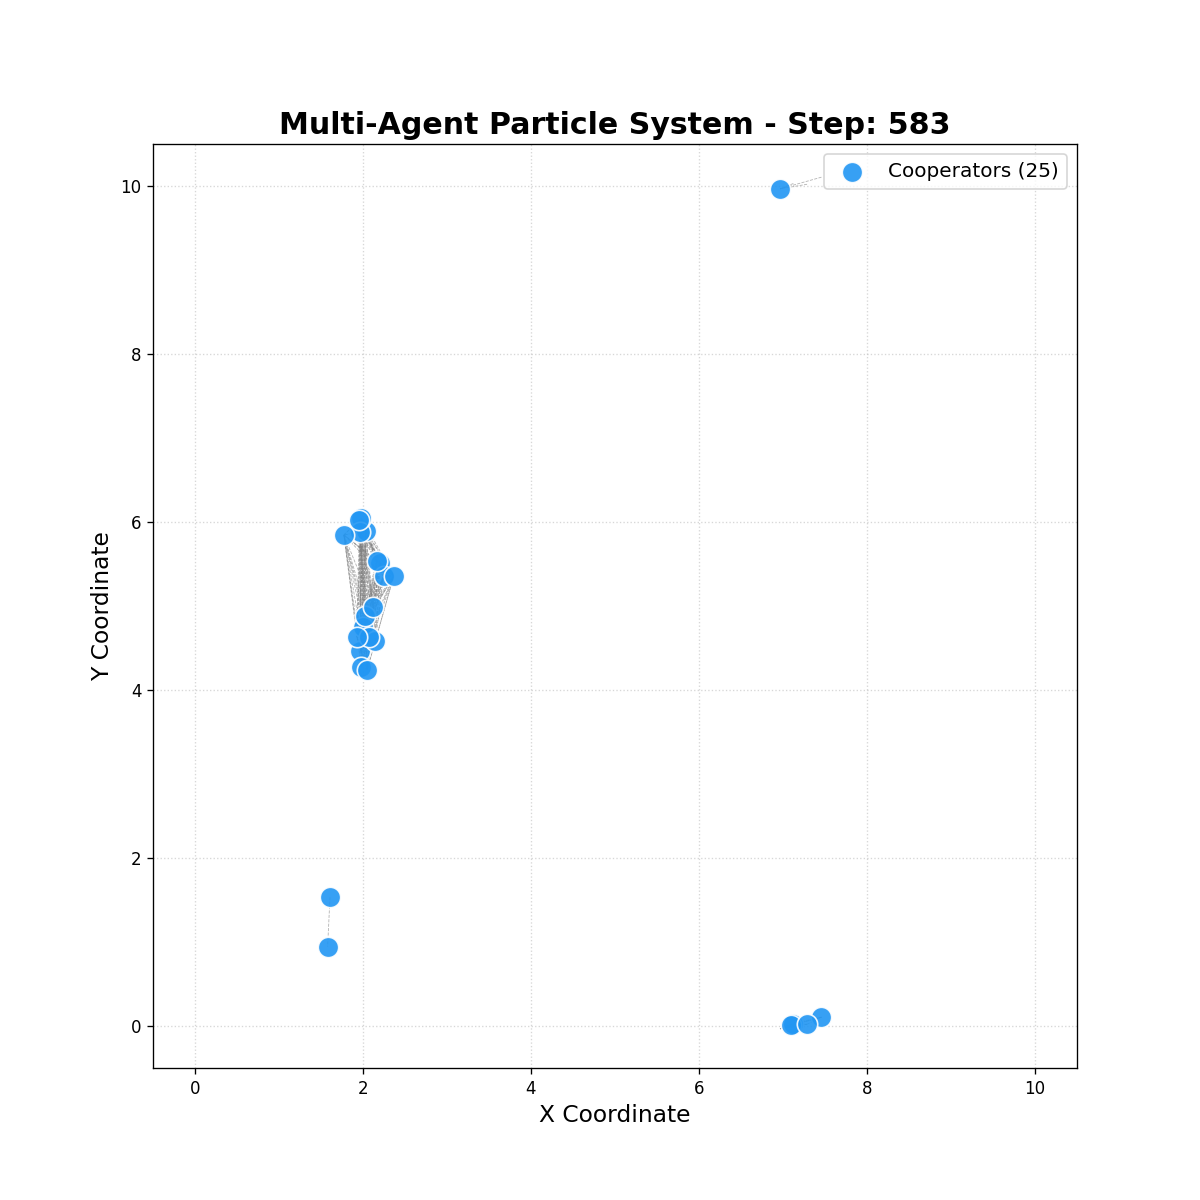 Multi-Agent Particle System - Step: 583
Cooperators (25)
10
8
6
4
2
0
Y Coordinate
0 2 4 6 8 10
X Coordinate